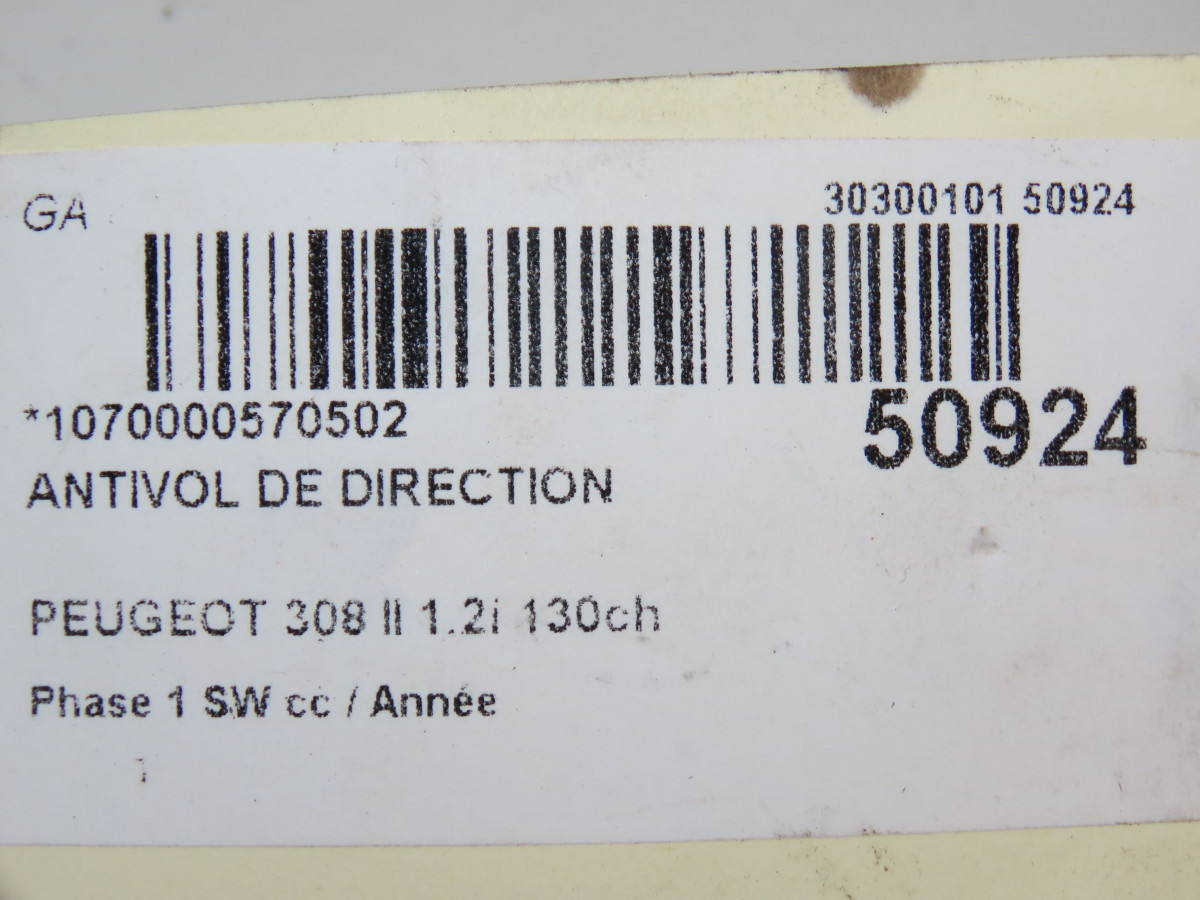 GA
30300101 50924
*1070000570502
50924
ANTIVOL DE DIRECTION
PEUGEOT 308 II 1.2i 130ch
Phase 1 SW cc / Année